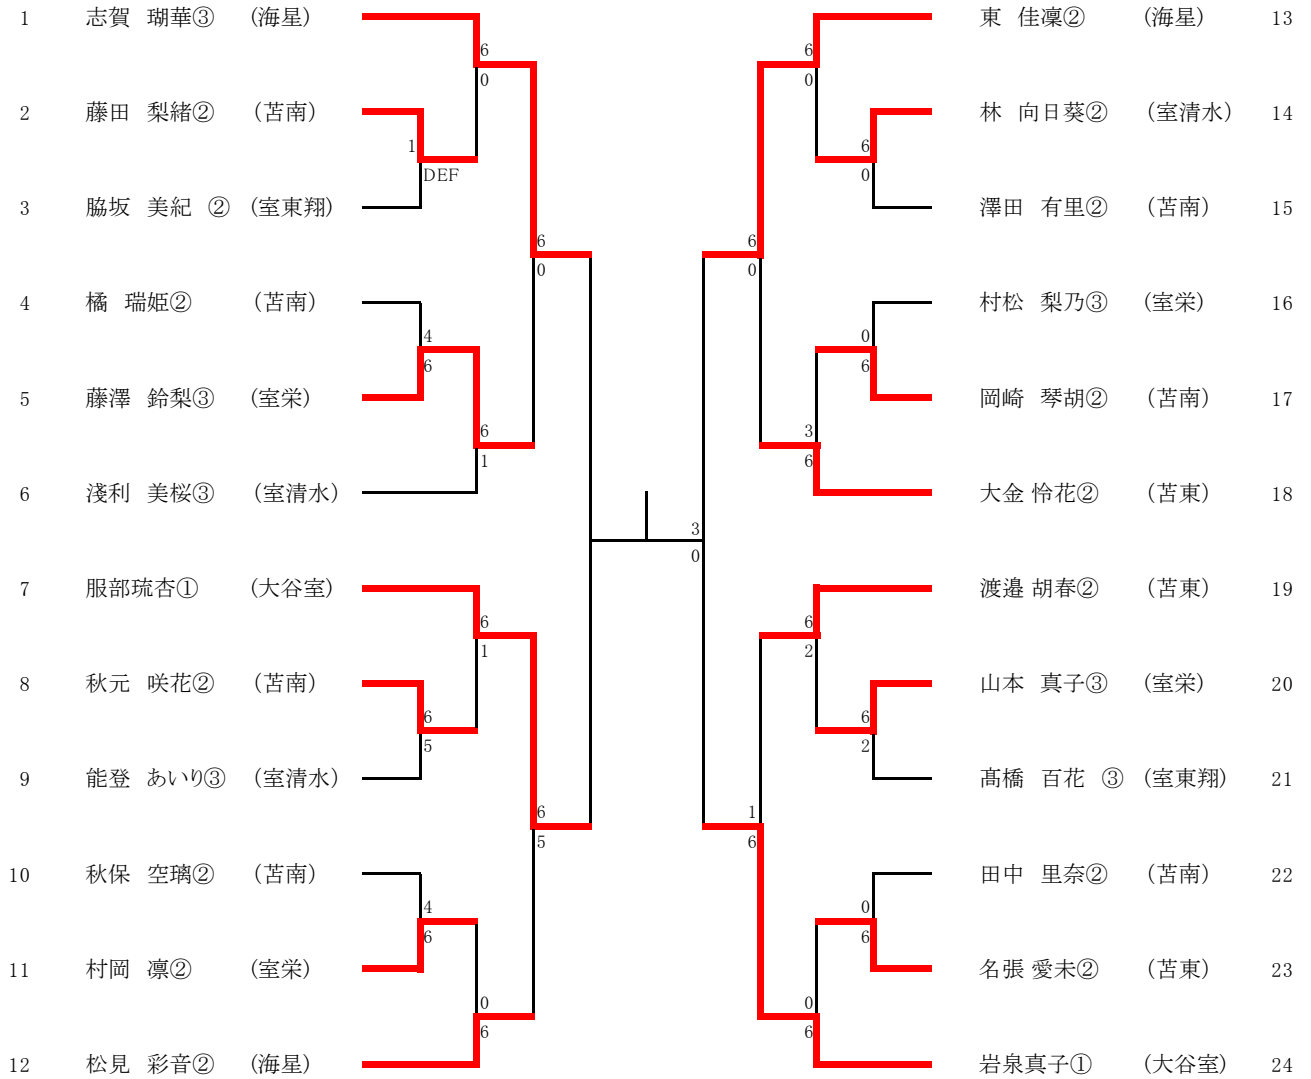 1 志賀 瑚華③ (海星)
6
0
2 藤田 梨緒② (苫南)
1
DEF
3 脇坂 美紀 ② (室東翔)
6
0
4 橘 瑞姫② (苫南)
4
6
5 藤澤 鈴梨③ (室栄)
6
1
6 淺利 美桜③ (室清水)
7 服部琉杏① (大谷室)
6
1
8 秋元 咲花② (苫南)
6
5
9 能登 あいり③ (室清水)
6
5
10 秋保 空璃② (苫南)
4
6
11 村岡 凛② (室栄)
0
6
12 松見 彩音② (海星)
3
0
東 佳凜② (海星) 13
6
0
林 向日葵② (室清水) 14
6
0
澤田 有里② (苫南) 15
6
0
村松 梨乃③ (室栄) 16
0
6
岡崎 琴胡② (苫南) 17
3
6
大金 怜花② (苫東) 18
渡邉 胡春② (苫東) 19
6
2
山本 真子③ (室栄) 20
6
2
髙橋 百花 ③ (室東翔) 21
1
6
田中 里奈② (苫南) 22
0
6
名張 愛未② (苫東) 23
0
6
岩泉真子① (大谷室) 24